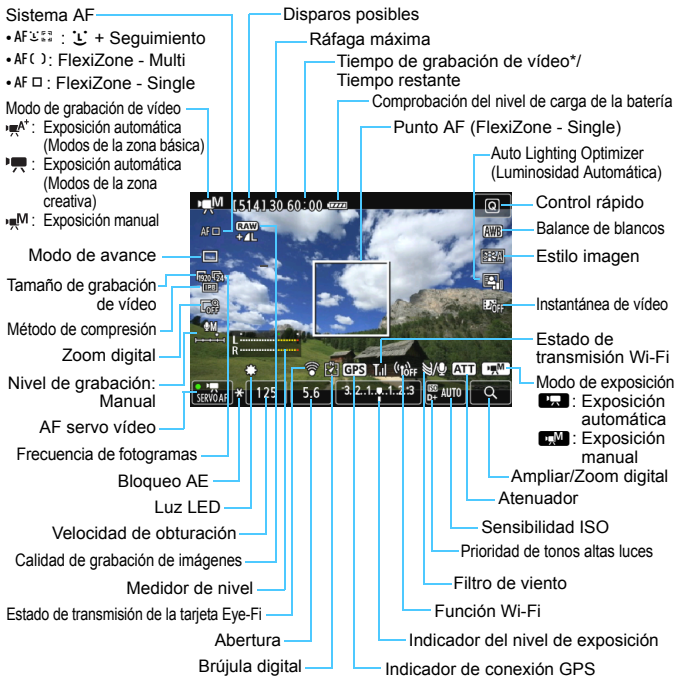 Sistema AF
• AF : + Seguimiento
• AF( ) : FlexiZone - Multi
• AF : FlexiZone - Single
Modo de grabación de vídeo
A+ : Exposición automática
(Modos de la zona básica)
: Exposición automática
(Modos de la zona
creativa)
M : Exposición manual
Modo de avance
Tamaño de grabación
de vídeo
Método de compresión
Zoom digital
Nivel de grabación:
Manual
AF servo vídeo
Frecuencia de fotogramas
Bloqueo AE
Luz LED
Velocidad de obturación
Calidad de grabación de imágenes
Medidor de nivel
Estado de transmisión de la tarjeta Eye-Fi
Abertura
Brújula digital
Disparos posibles
Ráfaga máxima
Tiempo de grabación de vídeo*/
Tiempo restante
Comprobación del nivel de carga de la batería
Punto AF (FlexiZone - Single)
Auto Lighting Optimizer
(Luminosidad Automática)
Control rápido
Balance de blancos
Estilo imagen
Instantánea de vídeo
Estado de
transmisión Wi-Fi
Modo de exposición
: Exposición
automática
M : Exposición
manual
Ampliar/Zoom digital
Atenuador
Sensibilidad ISO
Prioridad de tonos altas luces
Filtro de viento
Función Wi-Fi
Indicador del nivel de exposición
Indicador de conexión GPS
M [514] 30 60:00
Q
AF
RAW
+ L
AWB
A
1920 24
IPB
OFF
OFF
M
L
R
GPS
OFF
ATT
M
SERVO AF
125
5.6
3..2..1..0..1..2..3
ISO
D+ AUTO